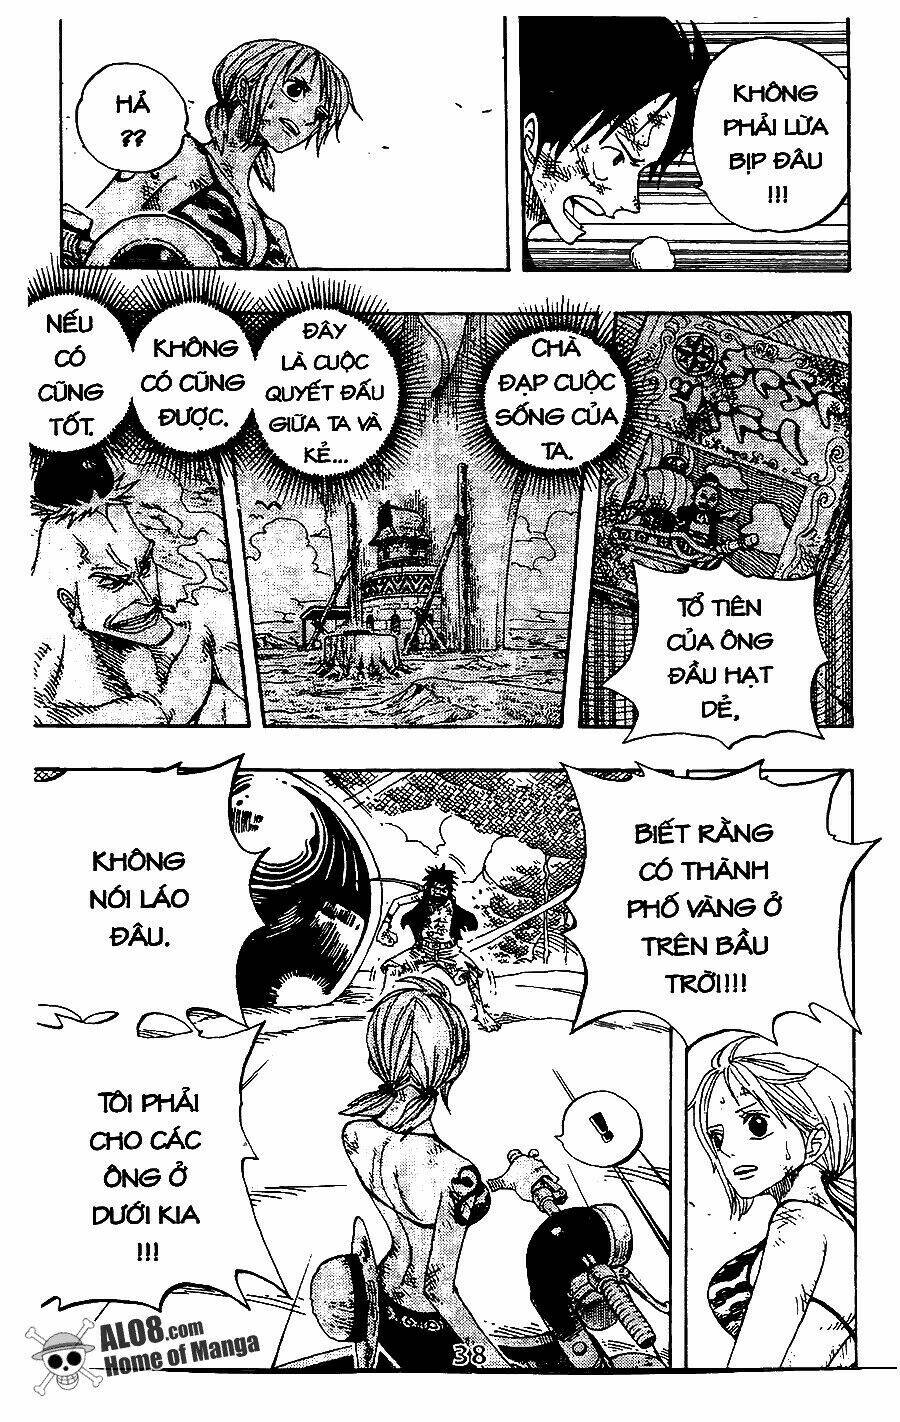 KHÔNG
PHẢI LỪA
BỊP ĐÂU
!!!
HẢ
??
TỔ TIÊN
CỦA ÔNG
ĐẦU HẠT
DẺ,
CHÀ
ĐẠP CUỘC
SỐNG CỦA
TA.
ĐÂY
LÀ CUỘC
QUYẾT ĐẤU
GIỮA TA VÀ
KẺ...
KHÔNG
CÓ CŨNG
ĐƯỢC.
NẾU
CÓ
CŨNG
TỐT.
BIẾT RẰNG
CÓ THÀNH
PHỐ VÀNG Ở
TRÊN BẦU
TRỜI!!!!
KHÔNG
NÓI LÁO
ĐÂU.
!
TÔI PHẢI
CHO CÁC
ÔNG Ở
DƯỚI KIA
!!!
38
ALO8.com
Home of Manga